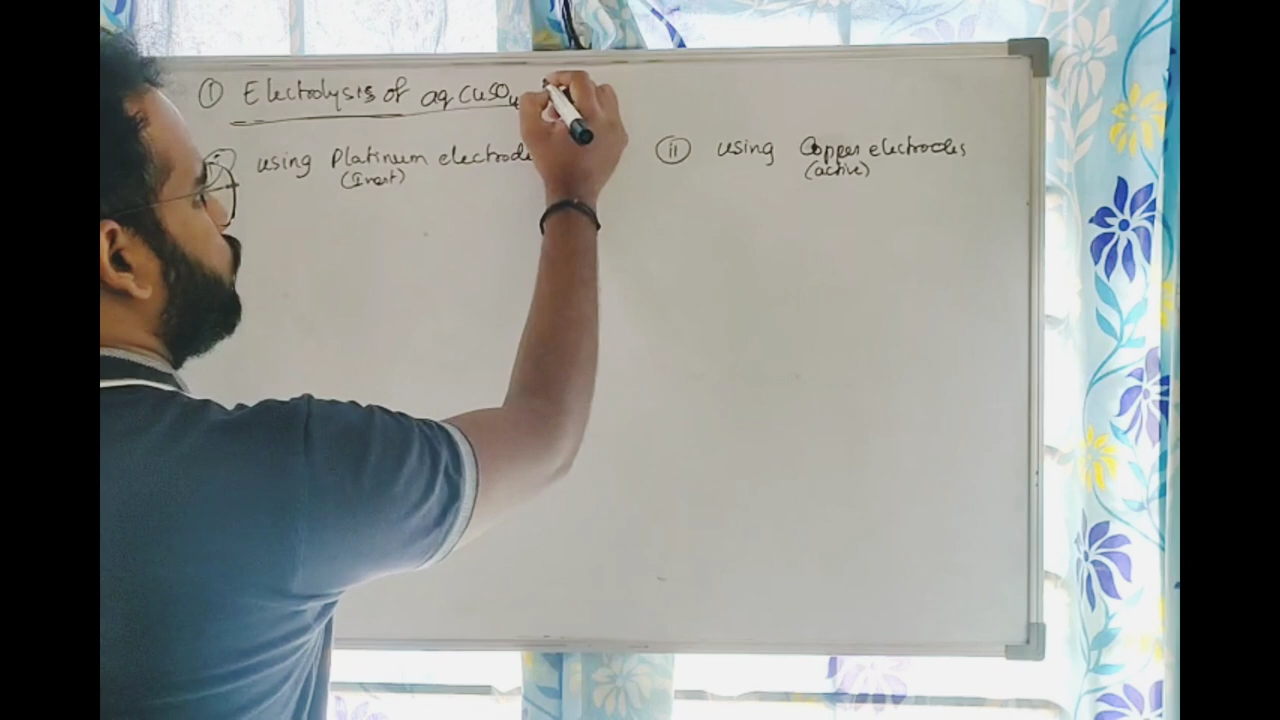 ① Electrolysis of aq CuSO₄
(i) using Platinum electrode
(Inert)
(ii) using Copper electrodes
(active)